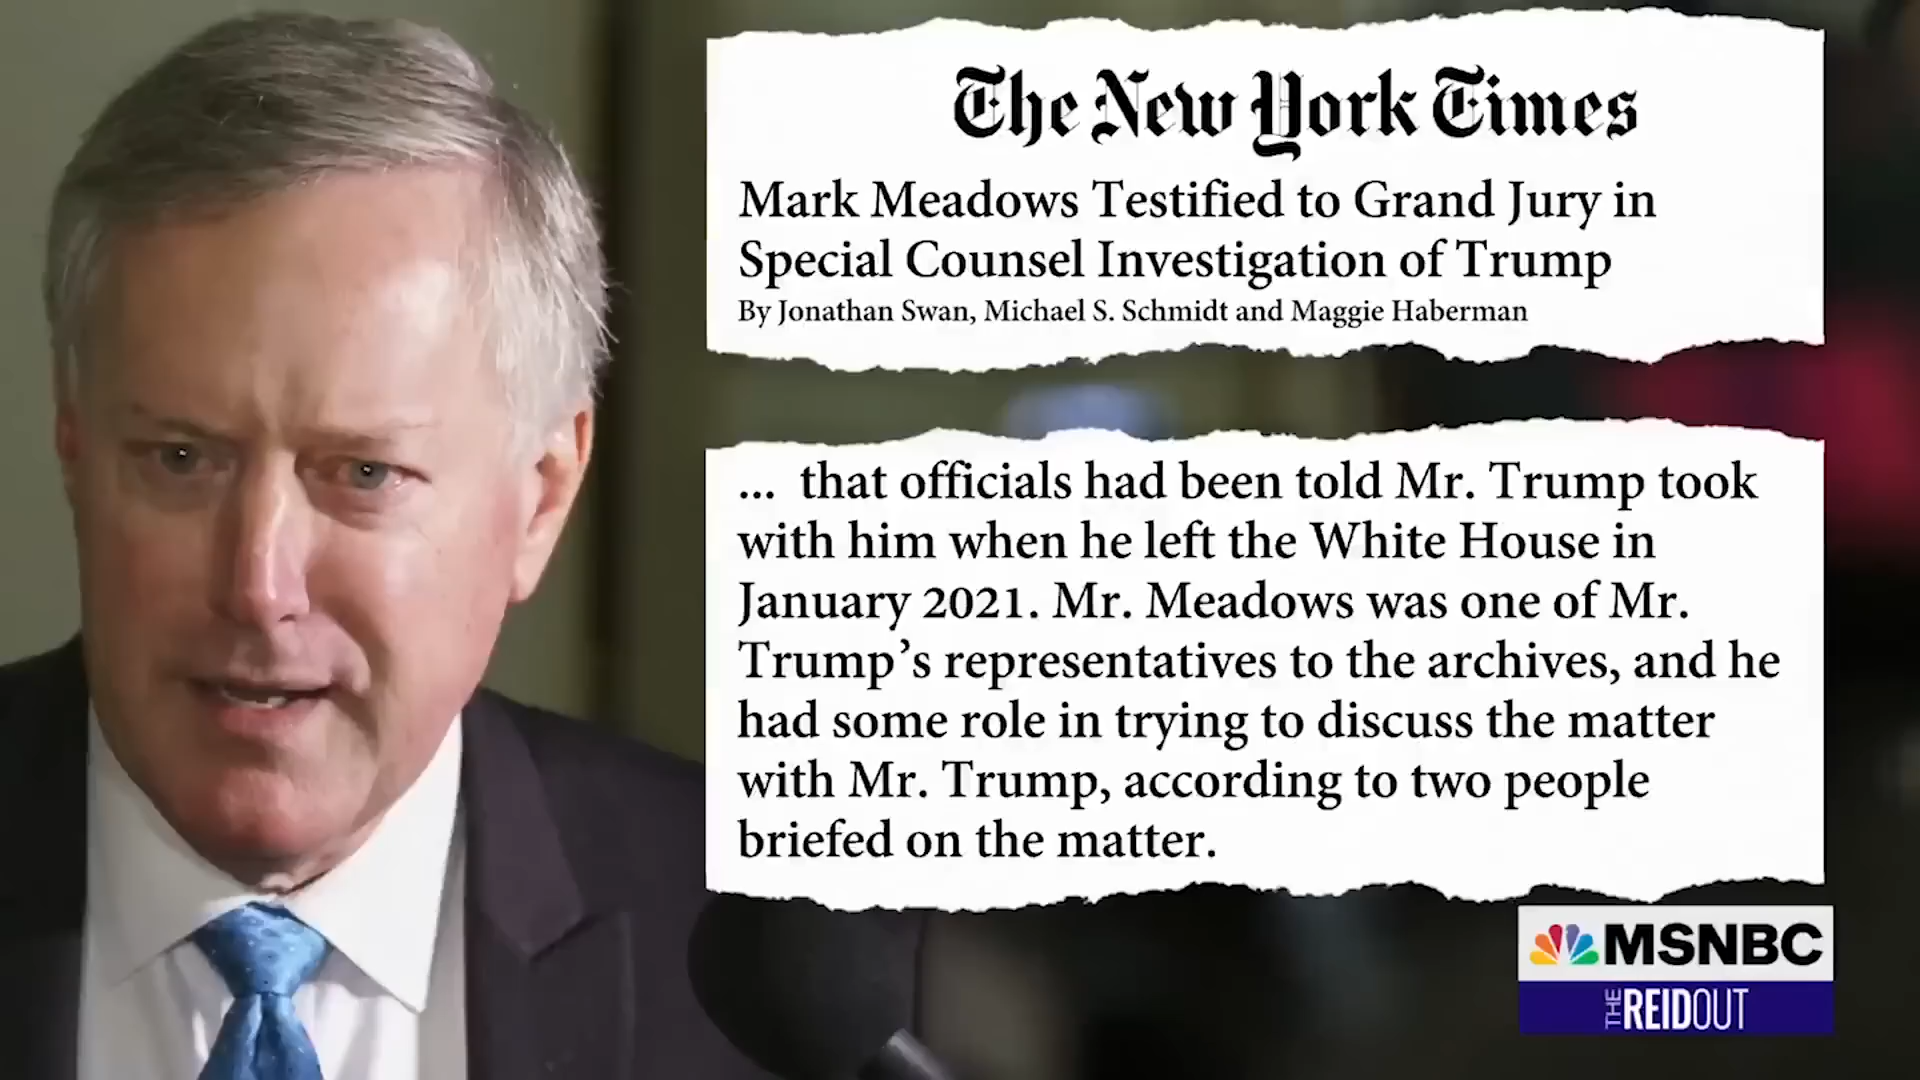 The New York Times
Mark Meadows Testified to Grand Jury in
Special Counsel Investigation of Trump
By Jonathan Swan, Michael S. Schmidt and Maggie Haberman
... that officials had been told Mr. Trump took
with him when he left the White House in
January 2021. Mr. Meadows was one of Mr.
Trump’s representatives to the archives, and he
had some role in trying to discuss the matter
with Mr. Trump, according to two people
briefed on the matter.
MSNBC
THE REIDOUT